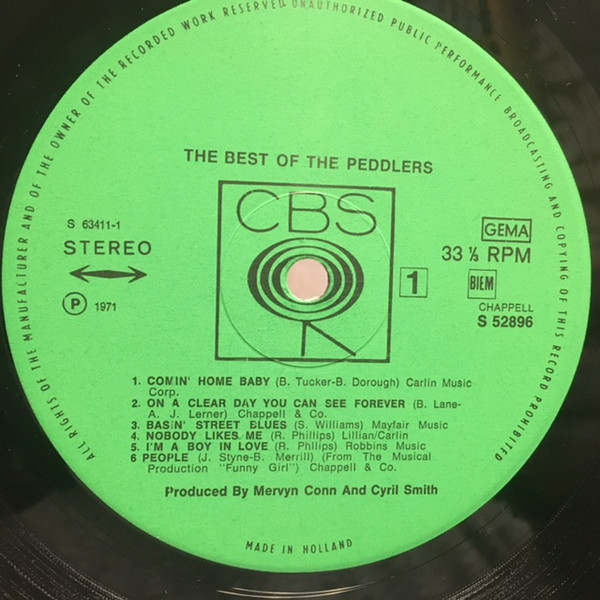 ALL RIGHTS OF THE MANUFACTURER AND OF THE OWNER OF THE RECORDED WORK RESERVED UNAUTHORIZED PUBLIC PERFORMANCE BROADCASTING AND COPYING OF THIS RECORD PROHIBITED
THE BEST OF THE PEDDLERS
CBS
S 63411-1
STEREO
Ⓟ 1971
GEMA
33 ⅓ RPM
1
BIEM
CHAPPELL
S 52896
1. COMIN' HOME BABY (B. Tucker-B. Dorough) Carlin Music
Corp.
2. ON A CLEAR DAY YOU CAN SEE FOREVER (B. Lane-
A. J. Lerner) Chappell & Co.
3. BASIN' STREET BLUES (S. Williams) Mayfair Music
4. NOBODY LIKES ME (R. Phillips) Lillian/Carlin
5. I'M A BOY IN LOVE (R. Phillips) Robbins Music
6 PEOPLE (J. Styne-B. Merrill) (From The Musical
Production "Funny Girl") Chappell & Co.
Produced By Mervyn Conn And Cyril Smith
MADE IN HOLLAND